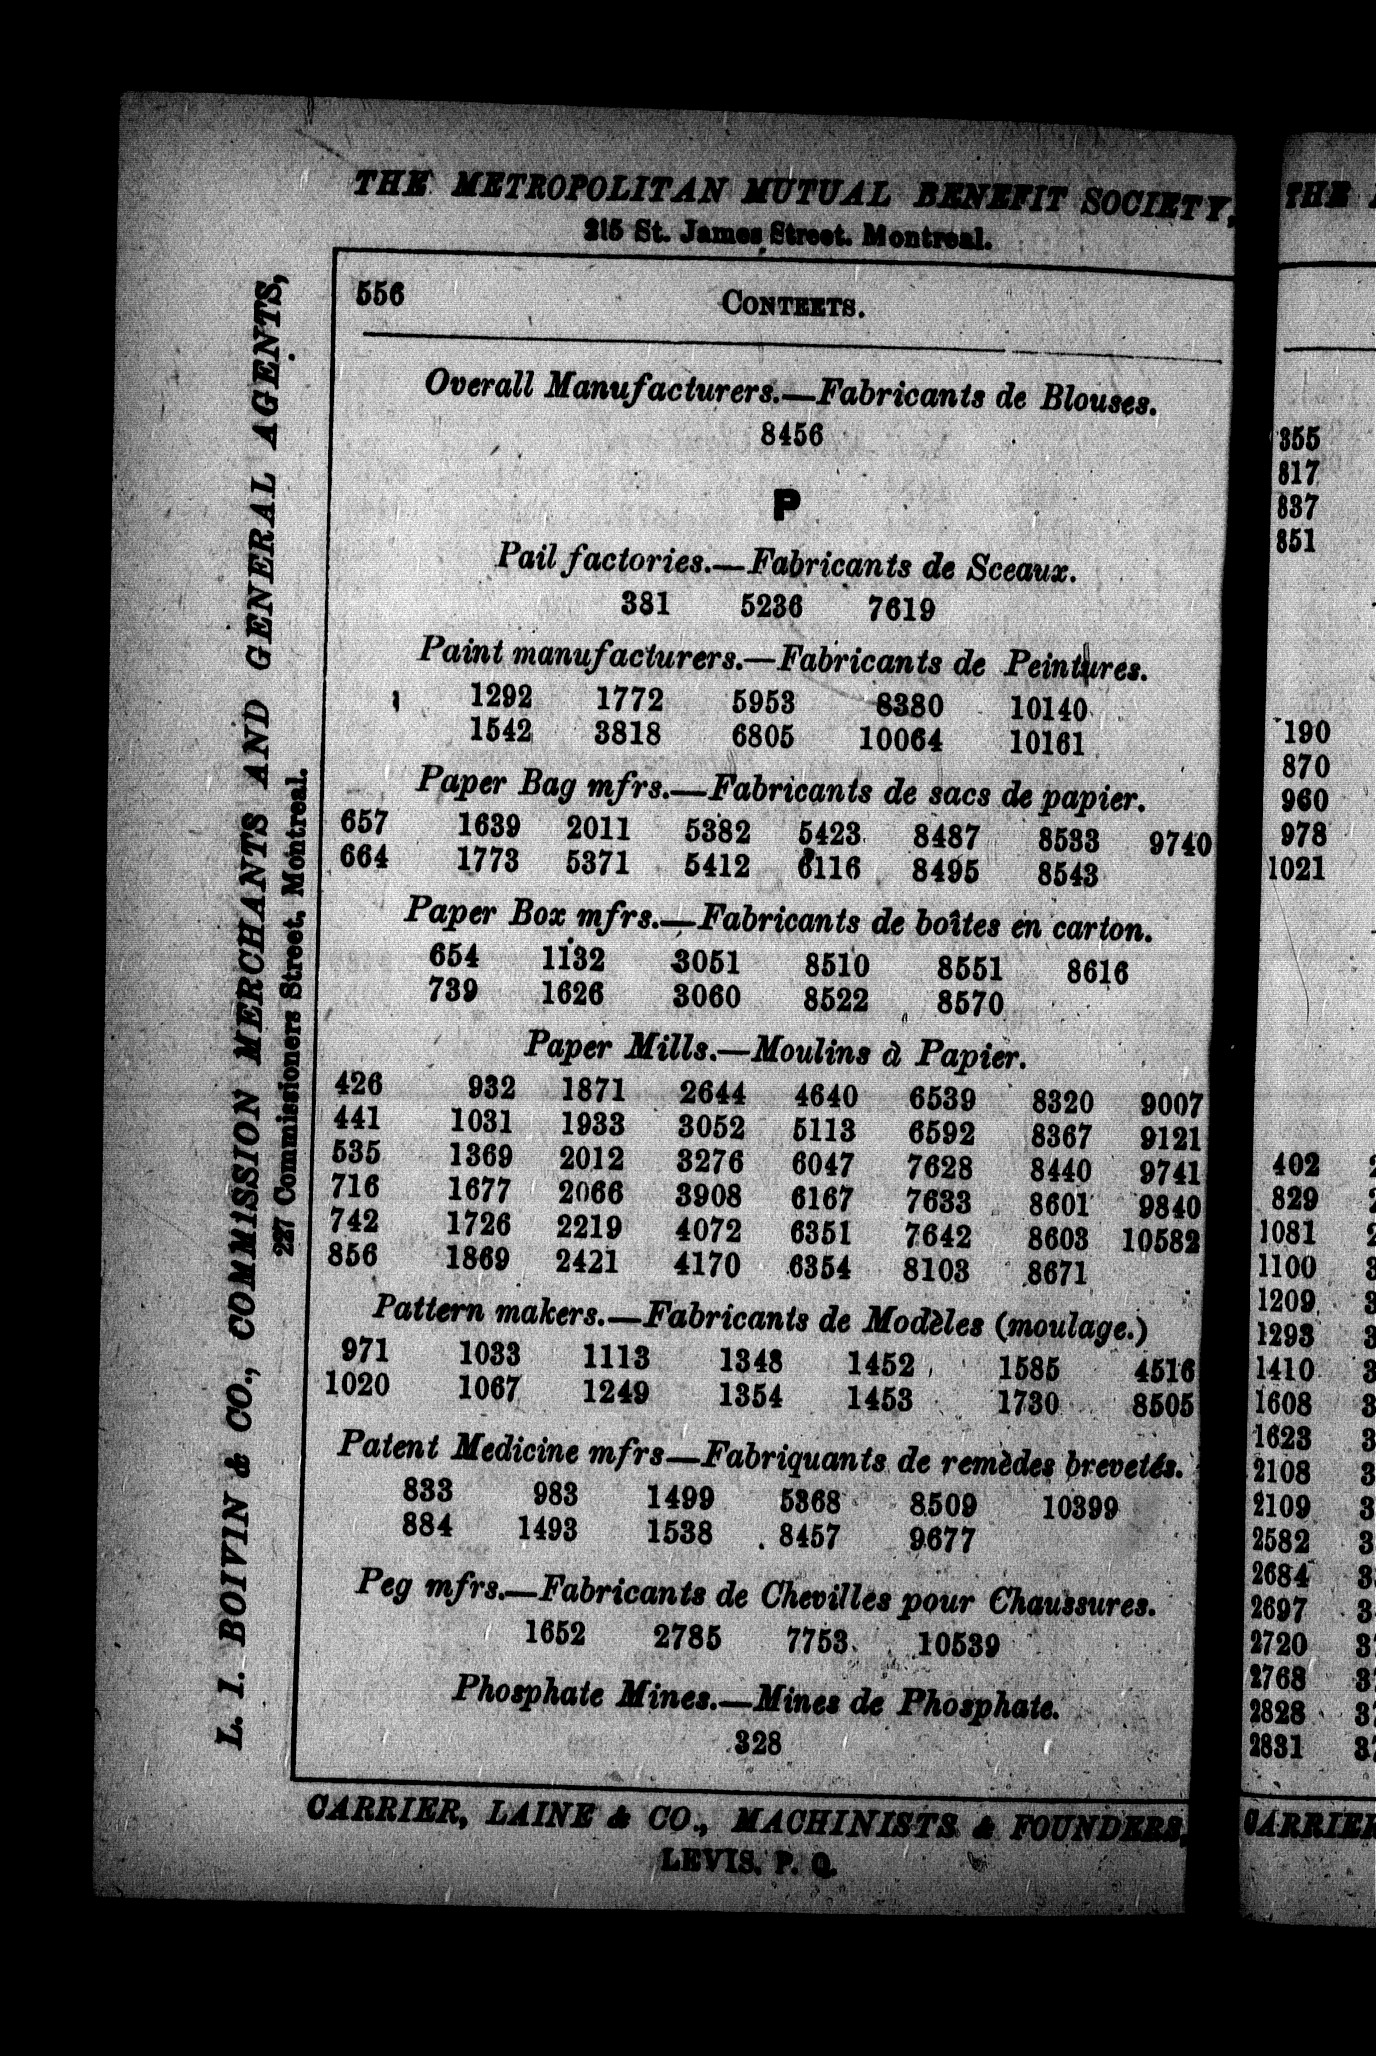 THE METROPOLITAN MUTUAL BENEFIT SOCIETY,
215 St. James Street. Montreal.
556 CONTEETS.
Overall Manufacturers.—Fabricants de Blouses.
8456
P
Pail factories.—Fabricants de Sceaux.
381 5236 7619
Paint manufacturers.—Fabricants de Peintures.
1292 1772 5953 8380 10140
1542 3818 6805 10064 10161
Paper Bag mfrs.—Fabricants de sacs de papier.
657 1639 2011 5382 5423 8487 8533 9740
664 1773 5371 5412 6116 8495 8543
Paper Box mfrs.—Fabricants de boîtes en carton.
654 1132 3051 8510 8551 8616
739 1626 3060 8522 8570
Paper Mills.—Moulins à Papier.
426 932 1871 2644 4640 6539 8320 9007
441 1031 1933 3052 5113 6592 8367 9121
535 1369 2012 3276 6047 7628 8440 9741
716 1677 2066 3908 6167 7633 8601 9840
742 1726 2219 4072 6351 7642 8603 10582
856 1869 2421 4170 6354 8103 8671
Pattern makers.—Fabricants de Modèles (moulage.)
971 1033 1113 1348 1452 1585 4516
1020 1067 1249 1354 1453 1730 8505
Patent Medicine mfrs—Fabriquants de remèdes brevetés.
833 983 1499 5368 8509 10399
884 1493 1538 8457 9677
Peg mfrs.—Fabricants de Chevilles pour Chaussures.
1652 2785 7753 10539
Phosphate Mines.—Mines de Phosphate.
328
CARRIER, LAINE & CO., MACHINISTS & FOUNDERS,
LEVIS, P. Q.
L. I. BOIVIN & CO., COMMISSION MERCHANTS AND GENERAL AGENTS,
227 Commissioners Street. Montreal.
THE
355
817
837
851
190
870
960
978
1021
402
829
1081
1100
1209
1293
1410
1608
1623
2108
2109
2582
2684
2697
2720
2768
2828
2831
CARRIER